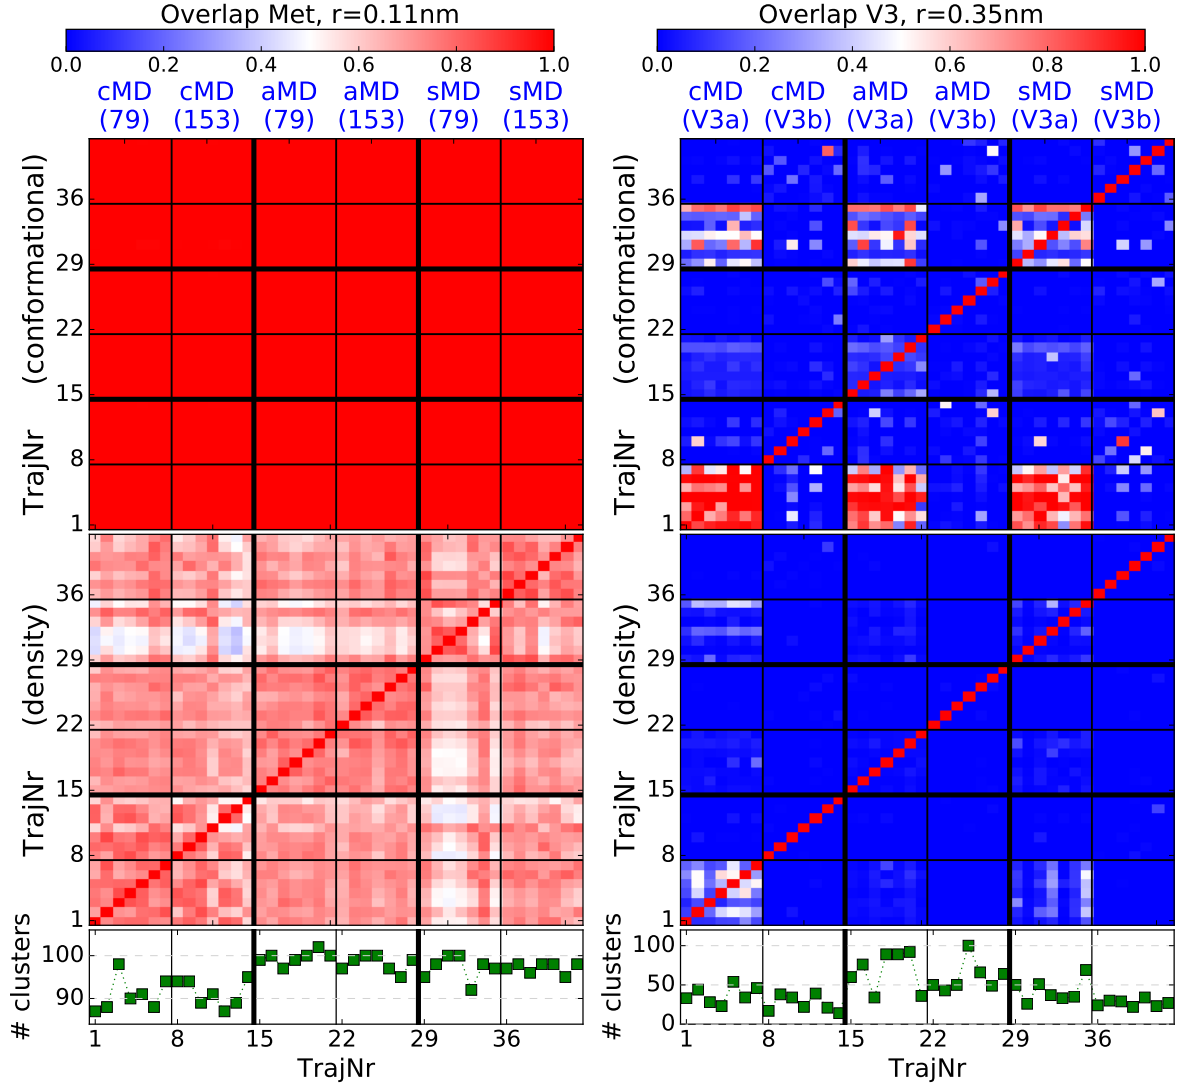 Overlap Met, r=0.11nm
0.0 0.2 0.4 0.6 0.8 1.0
cMD cMD aMD aMD sMD sMD
(79) (153) (79) (153) (79) (153)
TrajNr (conformational)
36
29
22
15
8
1
TrajNr (density)
36
29
22
15
8
1
# clusters
100
90
1 8 15 22 29 36
TrajNr
Overlap V3, r=0.35nm
0.0 0.2 0.4 0.6 0.8 1.0
cMD cMD aMD aMD sMD sMD
(V3a) (V3b) (V3a) (V3b) (V3a) (V3b)
TrajNr (conformational)
36
29
22
15
8
1
TrajNr (density)
36
29
22
15
8
1
# clusters
100
50
0
1 8 15 22 29 36
TrajNr